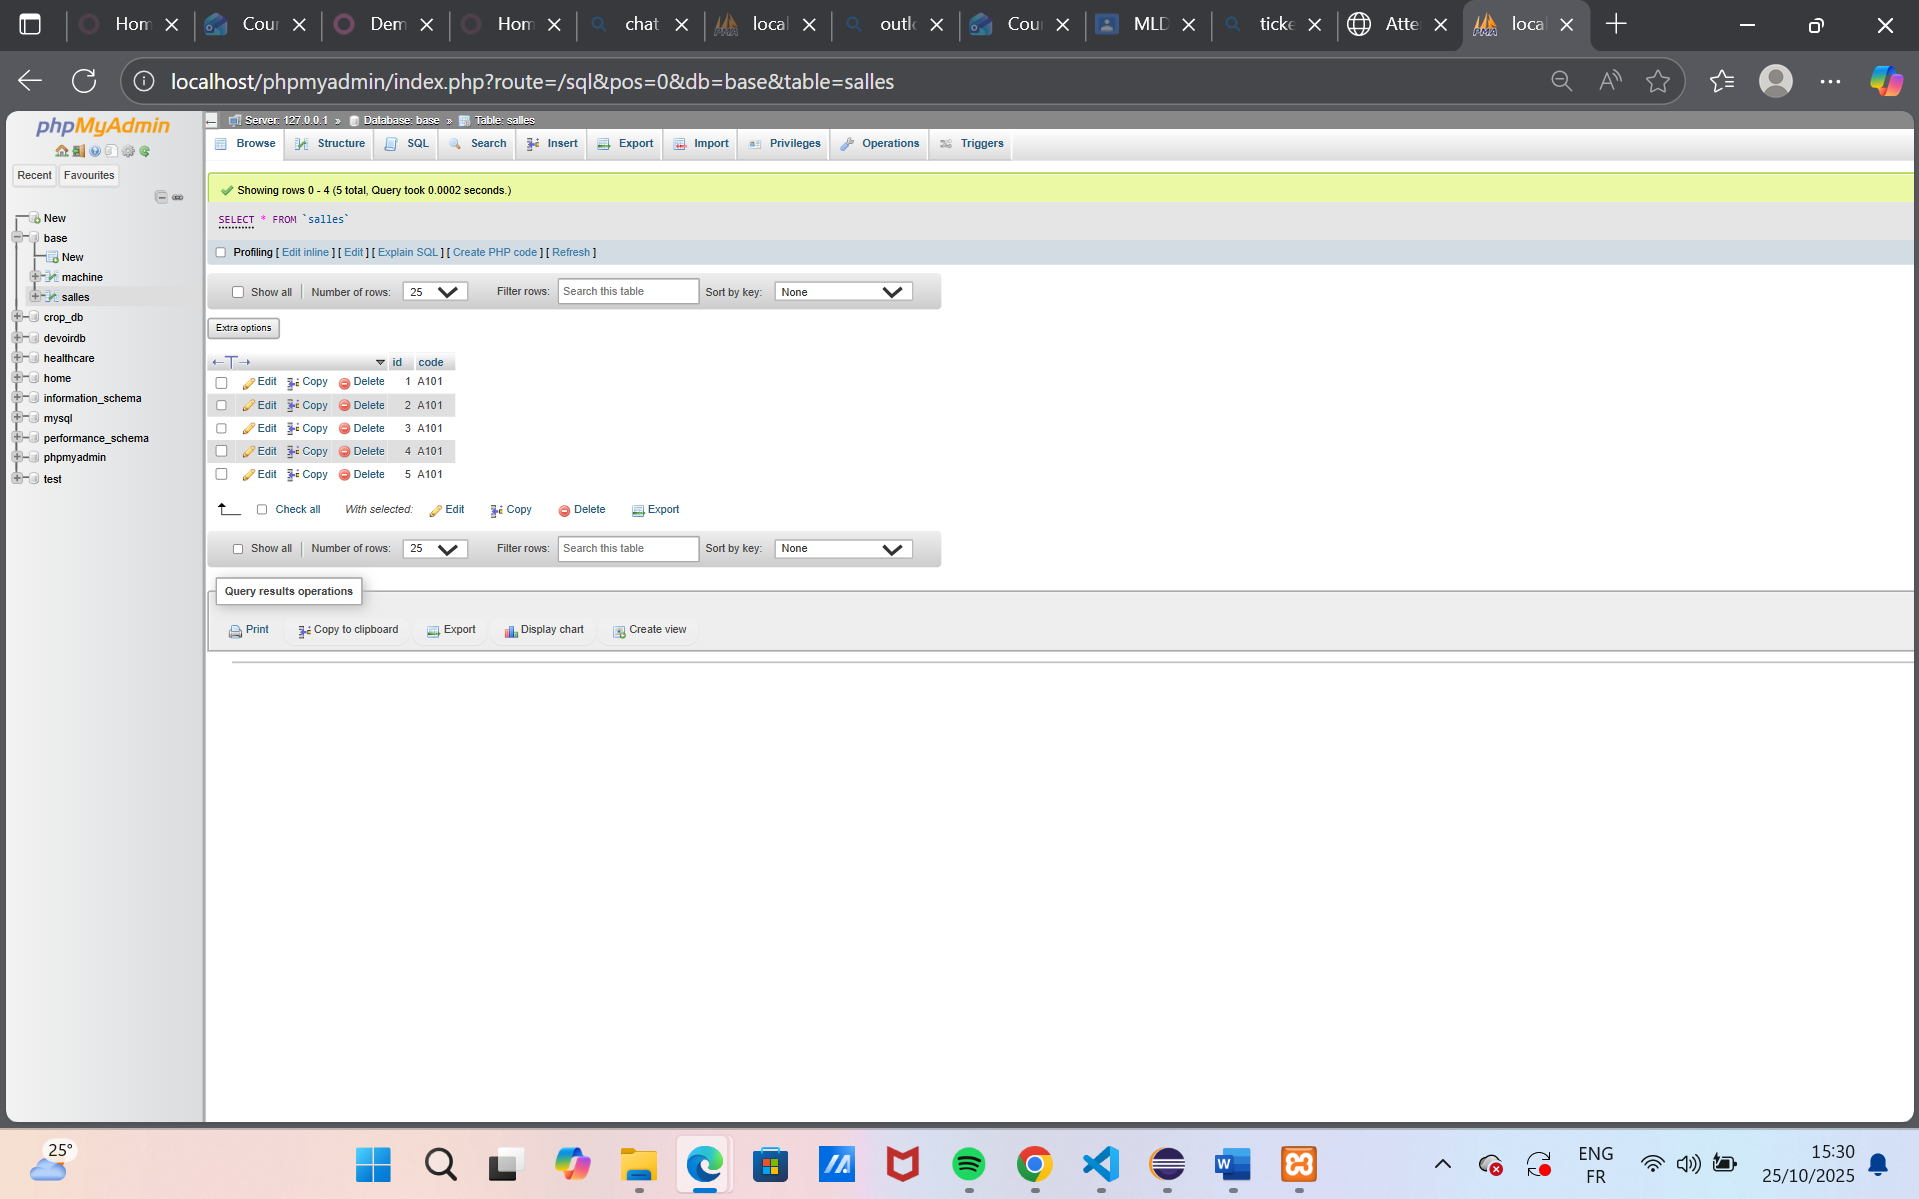 Hom
Cour
Dem
Hom
chat
local
outlo
Cour
MLD
ticke
Atte
local
localhost/phpmyadmin/index.php?route=/sql&pos=0&db=base&table=salles
phpMyAdmin
Recent
Favourites
New
base
New
machine
salles
crop_db
devoirdb
healthcare
home
information_schema
mysql
performance_schema
phpmyadmin
test
Server: 127.0.0.1 » Database: base » Table: salles
Browse Structure SQL Search Insert Export Import Privileges Operations Triggers
Showing rows 0 - 4 (5 total, Query took 0.0002 seconds.)
SELECT * FROM `salles`
Profiling [ Edit inline ] [ Edit ] [ Explain SQL ] [ Create PHP code ] [ Refresh ]
Show all Number of rows: 25 Filter rows: Search this table Sort by key: None
Extra options
id code
Edit Copy Delete 1 A101
Edit Copy Delete 2 A101
Edit Copy Delete 3 A101
Edit Copy Delete 4 A101
Edit Copy Delete 5 A101
Check all With selected: Edit Copy Delete Export
Show all Number of rows: 25 Filter rows: Search this table Sort by key: None
Query results operations
Print Copy to clipboard Export Display chart Create view
25°
ENG
FR
15:30
25/10/2025